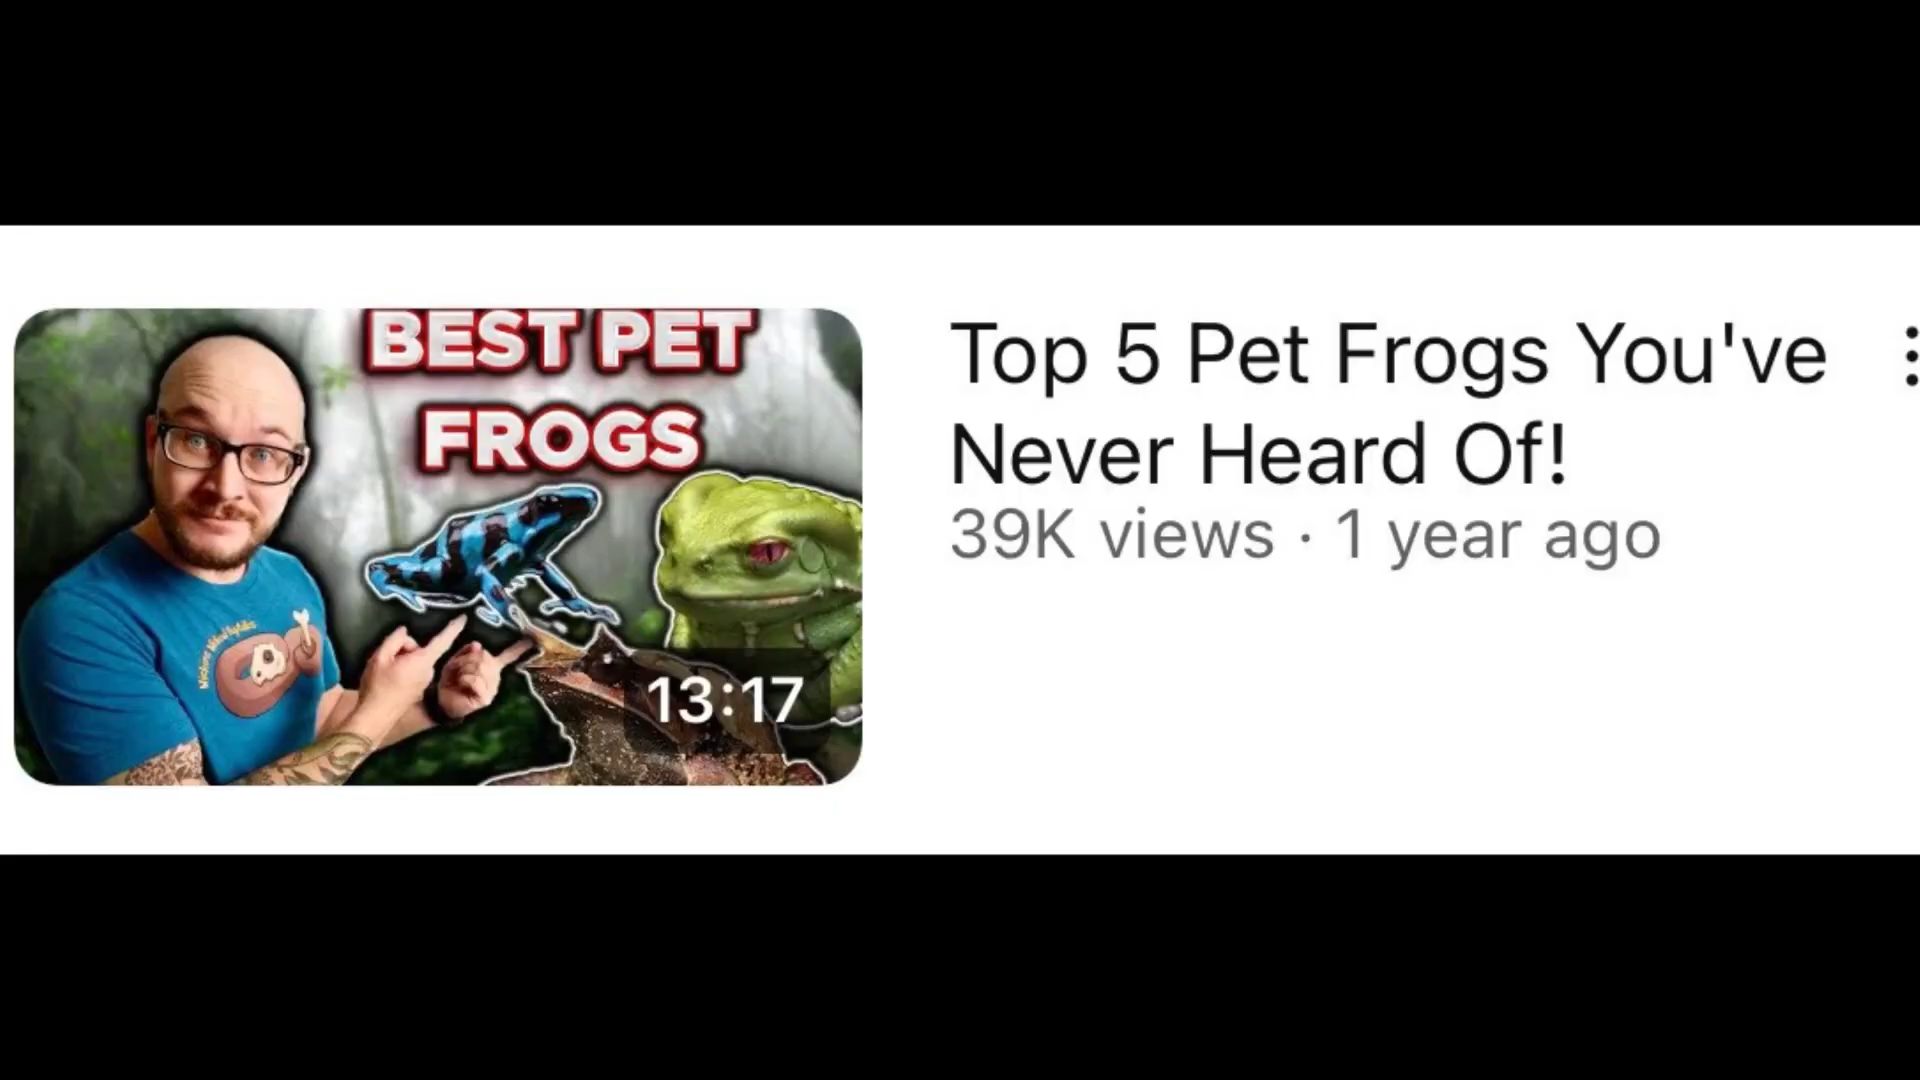 BEST PET
FROGS
13:17
Top 5 Pet Frogs You've
Never Heard Of!
39K views · 1 year ago